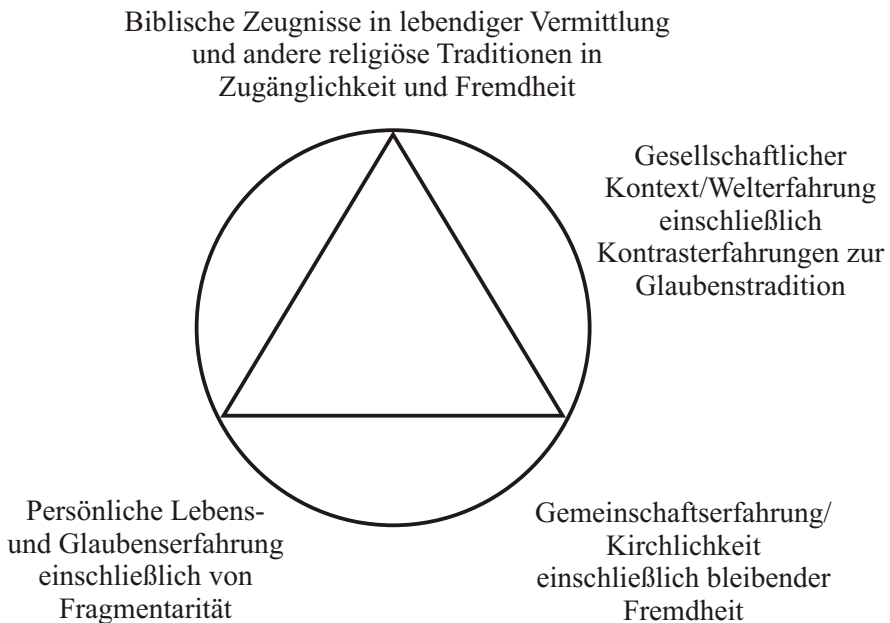 Biblische Zeugnisse in lebendiger Vermittlung
und andere religiöse Traditionen in
Zugänglichkeit und Fremdheit
Gesellschaftlicher
Kontext/Welterfahrung
einschließlich
Kontrasterfahrungen zur
Glaubenstradition
Persönliche Lebens-
und Glaubenserfahrung
einschließlich von
Fragmentarität
Gemeinschaftserfahrung/
Kirchlichkeit
einschließlich bleibender
Fremdheit